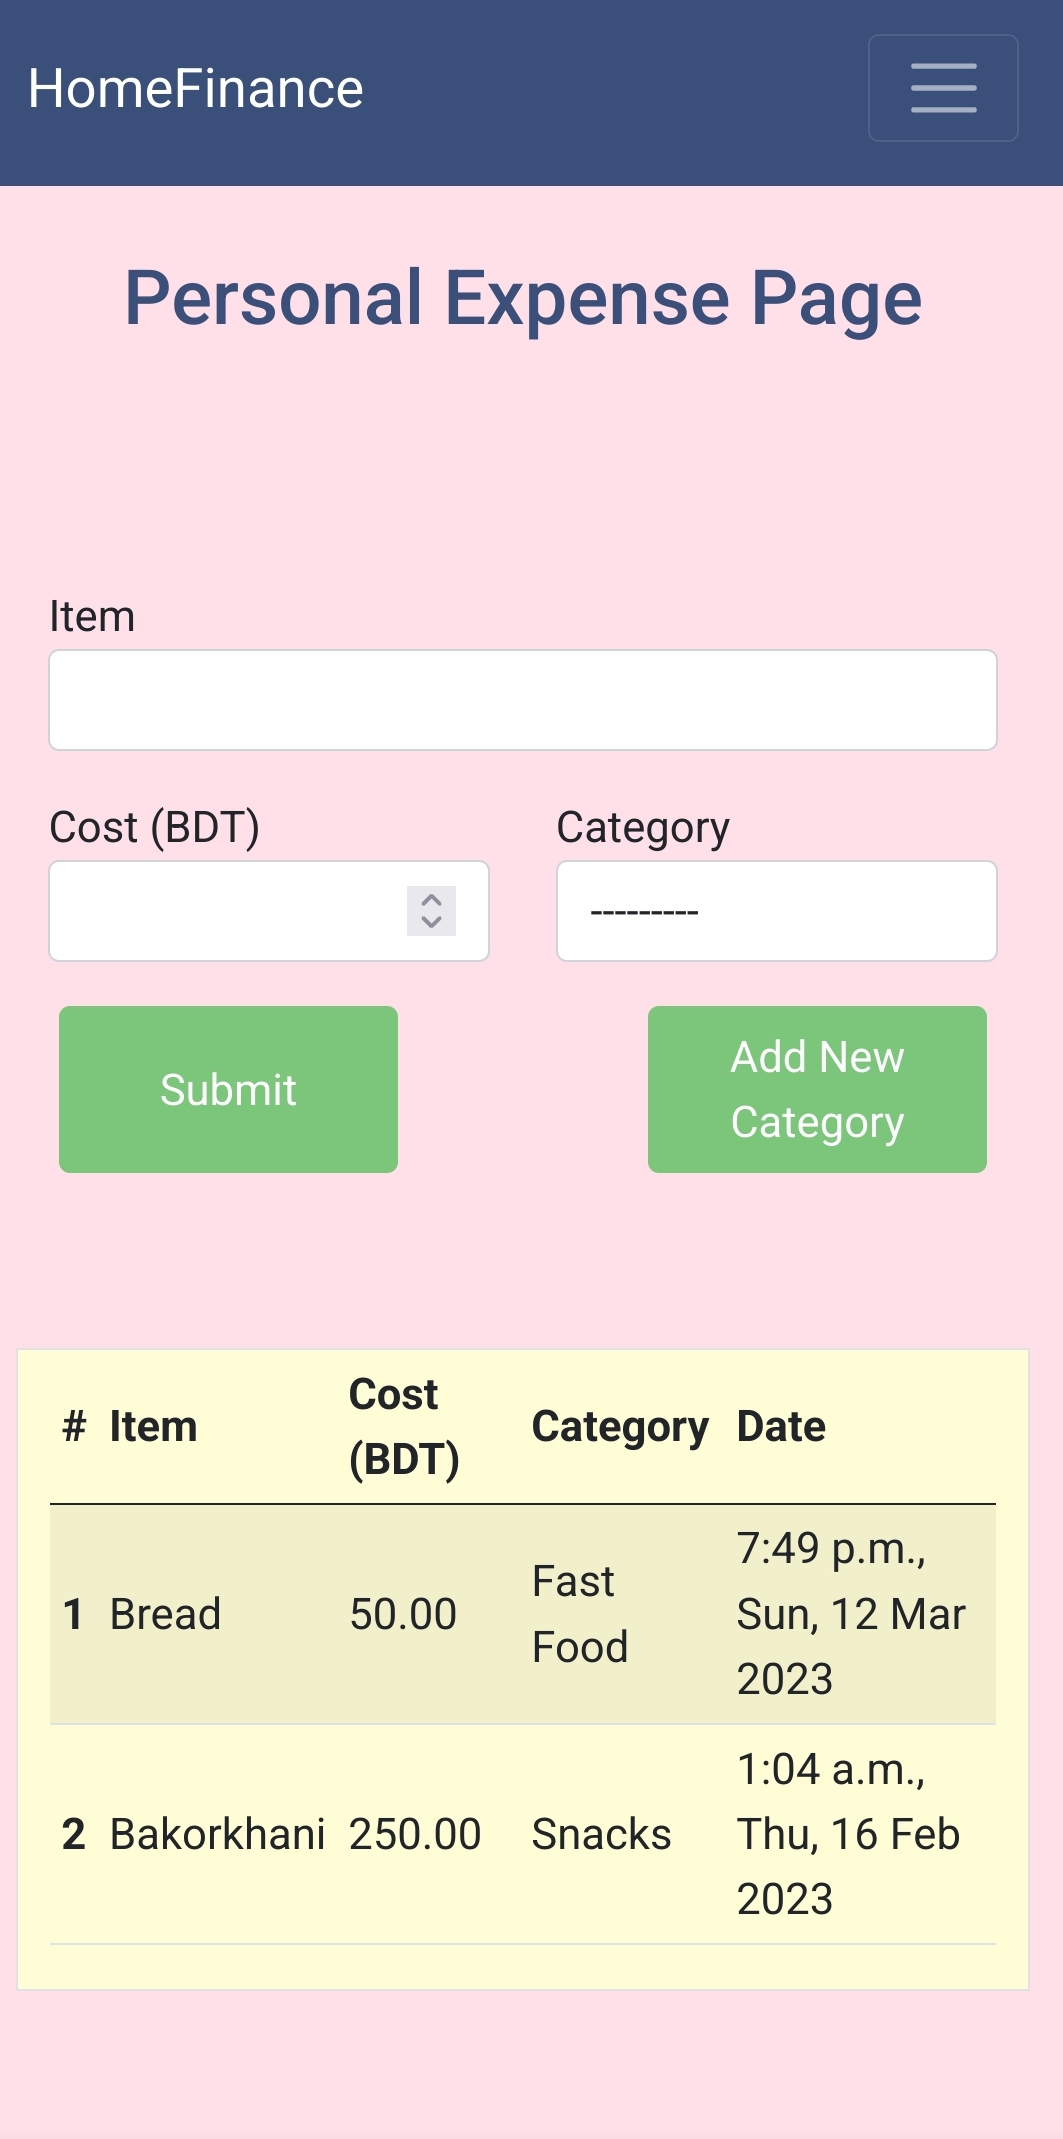 HomeFinance
Personal Expense Page
Item
Cost (BDT)
Category
---------
Submit
Add New
Category
# Item Cost (BDT) Category Date
1 Bread 50.00 Fast Food 7:49 p.m., Sun, 12 Mar 2023
2 Bakorkhani 250.00 Snacks 1:04 a.m., Thu, 16 Feb 2023